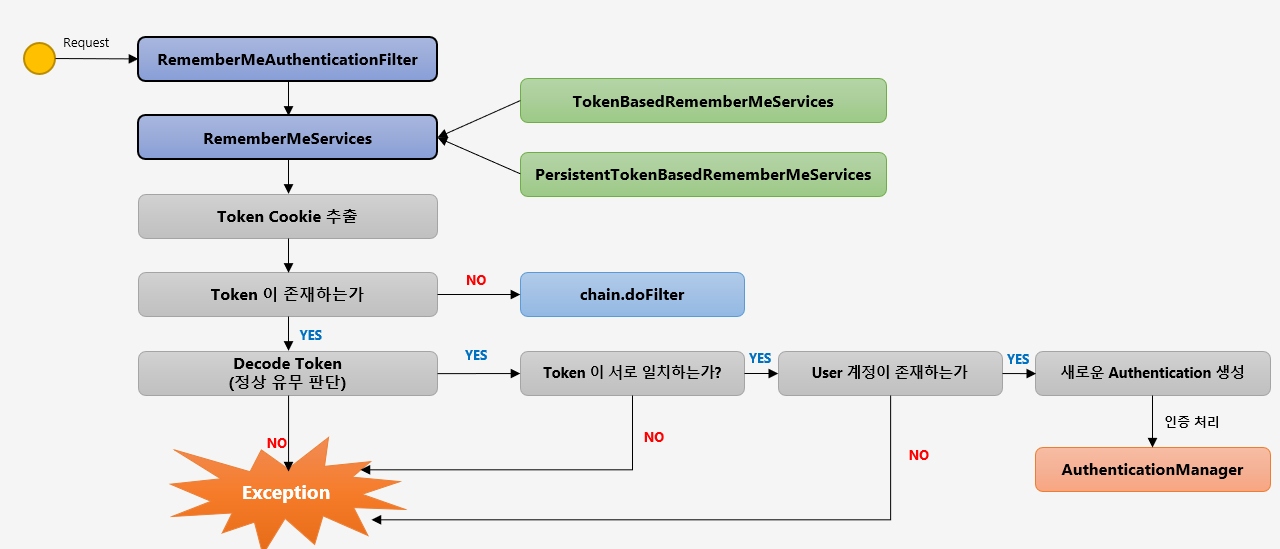 Request
RememberMeAuthenticationFilter
TokenBasedRememberMeServices
RememberMeServices
PersistentTokenBasedRememberMeServices
Token Cookie 추출
Token 이 존재하는가
NO
chain.doFilter
YES
Decode Token
(정상 유무 판단)
YES
Token 이 서로 일치하는가?
YES
User 계정이 존재하는가
YES
새로운 Authentication 생성
인증 처리
NO
NO
NO
AuthenticationManager
Exception